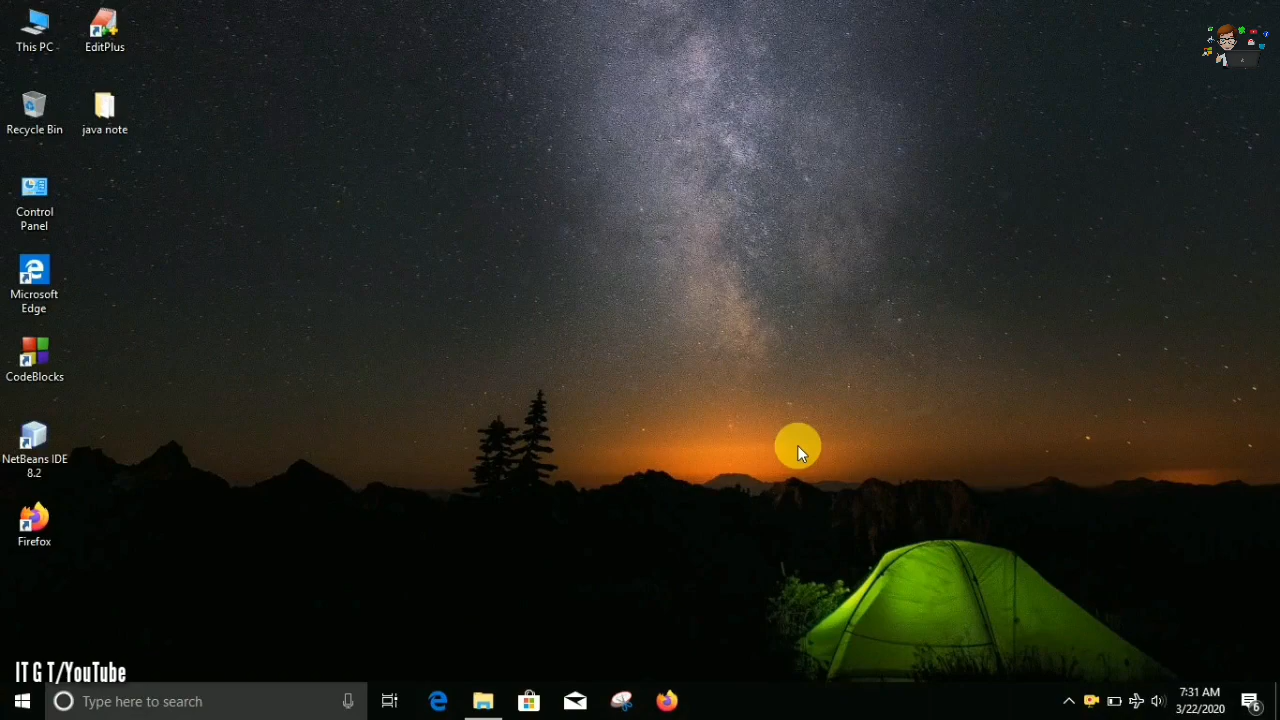 This PC
EditPlus
Recycle Bin
java note
Control
Panel
Microsoft
Edge
CodeBlocks
NetBeans IDE
8.2
Firefox
IT G T/YouTube
Type here to search
7:31 AM
3/22/2020
6